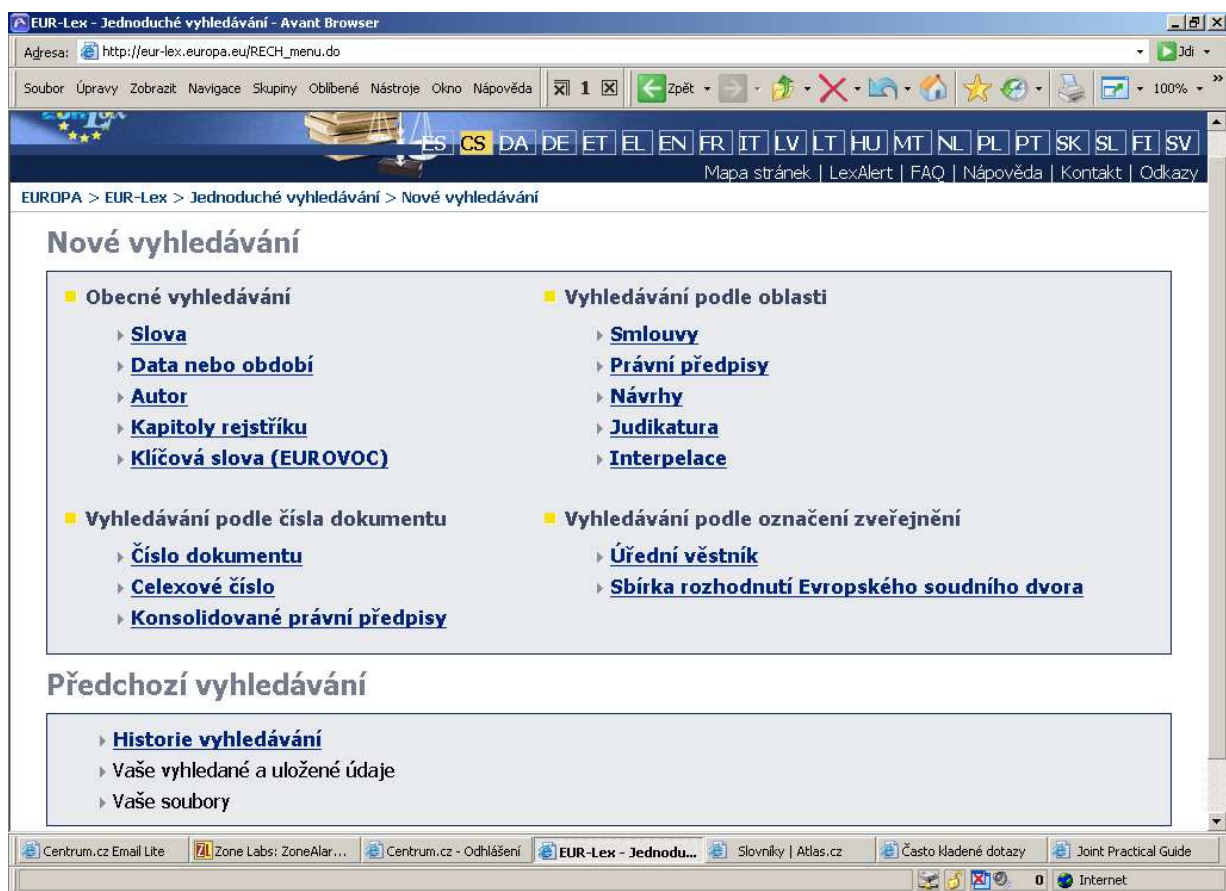 EUR-Lex - Jednoduché vyhledávání - Avant Browser
Adresa: http://eur-lex.europa.eu/RECH_menu.do Jdi
Soubor Úpravy Zobrazit Navigace Skupiny Oblíbené Nástroje Okno Nápověda 1 Zpět 100% »
ES CS DA DE ET EL EN FR IT LV LT HU MT NL PL PT SK SL FI SV
Mapa stránek | LexAlert | FAQ | Nápověda | Kontakt | Odkazy
EUROPA > EUR-Lex > Jednoduché vyhledávání > Nové vyhledávání
Nové vyhledávání
Obecné vyhledávání
Slova
Data nebo období
Autor
Kapitoly rejstříku
Klíčová slova (EUROVOC)
Vyhledávání podle oblasti
Smlouvy
Právní předpisy
Návrhy
Judikatura
Interpelace
Vyhledávání podle čísla dokumentu
Číslo dokumentu
Celexové číslo
Konsolidované právní předpisy
Vyhledávání podle označení zveřejnění
Úřední věstník
Sbírka rozhodnutí Evropského soudního dvora
Předchozí vyhledávání
Historie vyhledávání
Vaše vyhledané a uložené údaje
Vaše soubory
Centrum.cz Email Lite Zone Labs: ZoneAlar... Centrum.cz - Odhlášení EUR-Lex - Jednodu... Slovníky | Atlas.cz Často kladené dotazy Joint Practical Guide
0 Internet